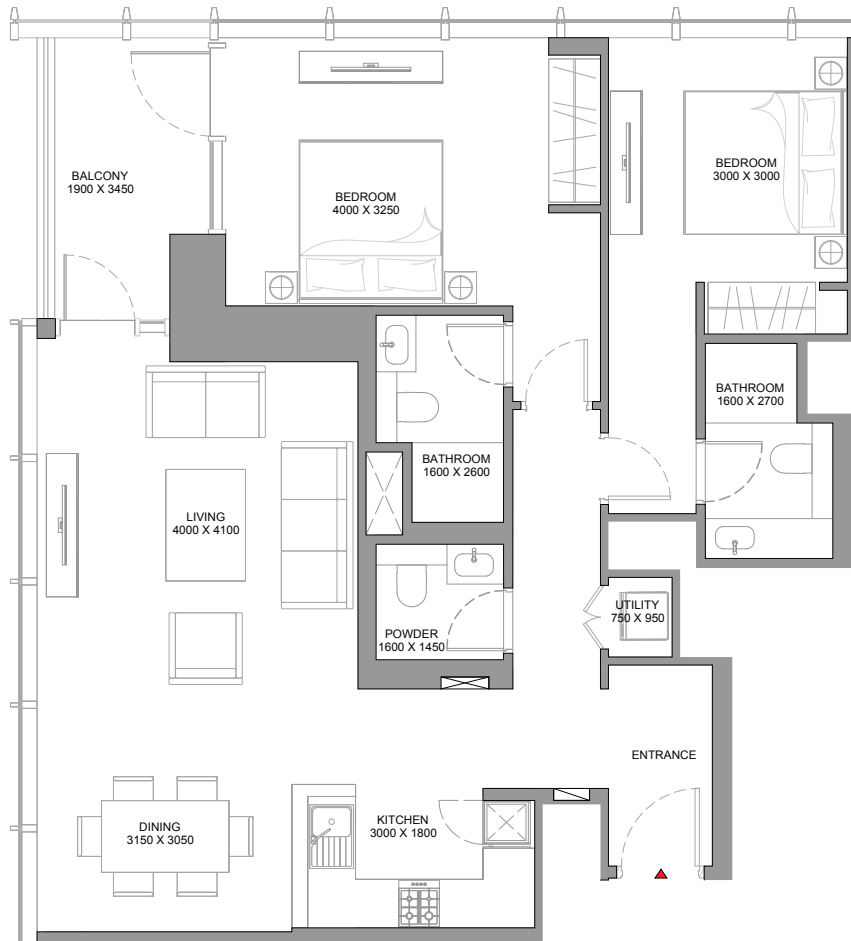 BALCONY
1900 X 3450
BEDROOM
4000 X 3250
BEDROOM
3000 X 3000
BATHROOM
1600 X 2700
BATHROOM
1600 X 2600
LIVING
4000 X 4100
UTILITY
750 X 950
POWDER
1600 X 1450
ENTRANCE
KITCHEN
3000 X 1800
DINING
3150 X 3050